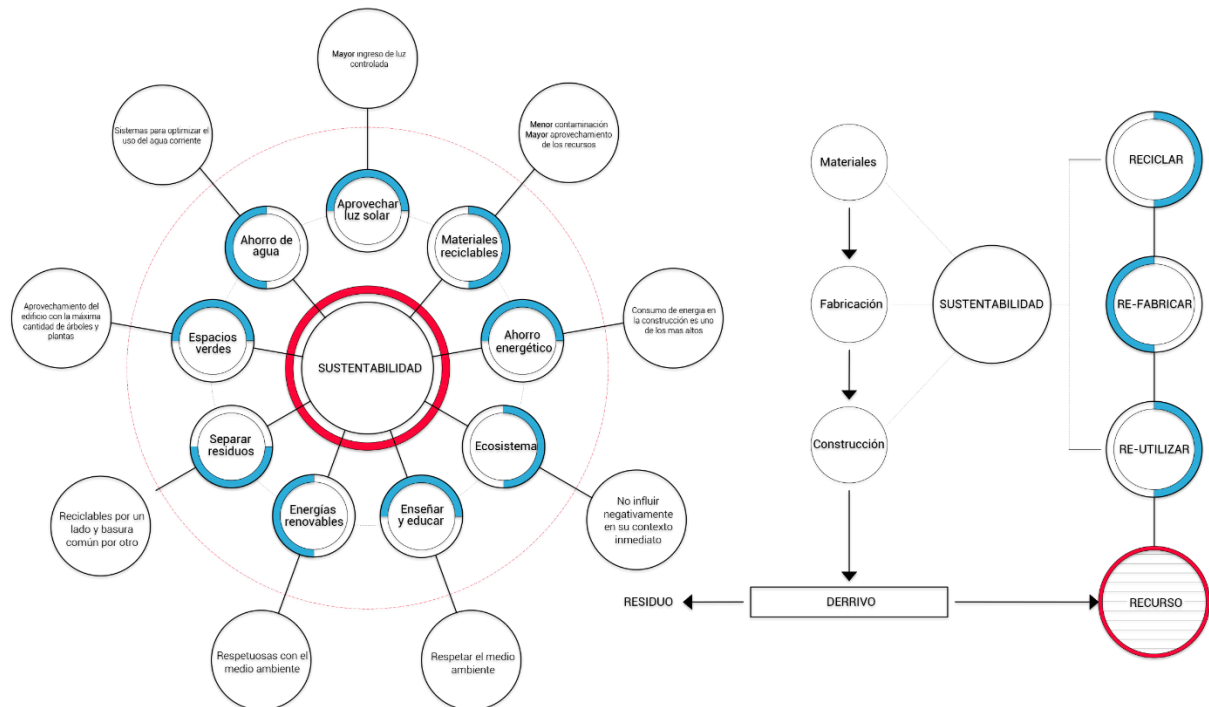 Mayor ingreso de luz
controlada
Sistemas para optimizar el
uso del agua corriente
Menor contaminación
Mayor aprovechamiento
de los recursos
Aprovechar
luz solar
Ahorro de
agua
Materiales
reciclables
Aprovechamiento del
edificio con la máxima
cantidad de árboles y
plantas
Espacios
verdes
Ahorro
energético
Consumo de energia en
la construcción es uno
de los mas altos
SUSTENTABILIDAD
Separar
residuos
Ecosistema
Energías
renovables
Enseñar
y educar
Reciclables por un
lado y basura
común por otro
No influir
negativamente
en su contexto
inmediato
Respetuosas con el
medio ambiente
Respetar el medio
ambiente
Materiales
Fabricación
Construcción
SUSTENTABILIDAD
RECICLAR
RE-FABRICAR
RE-UTILIZAR
RESIDUO
DERRIVO
RECURSO